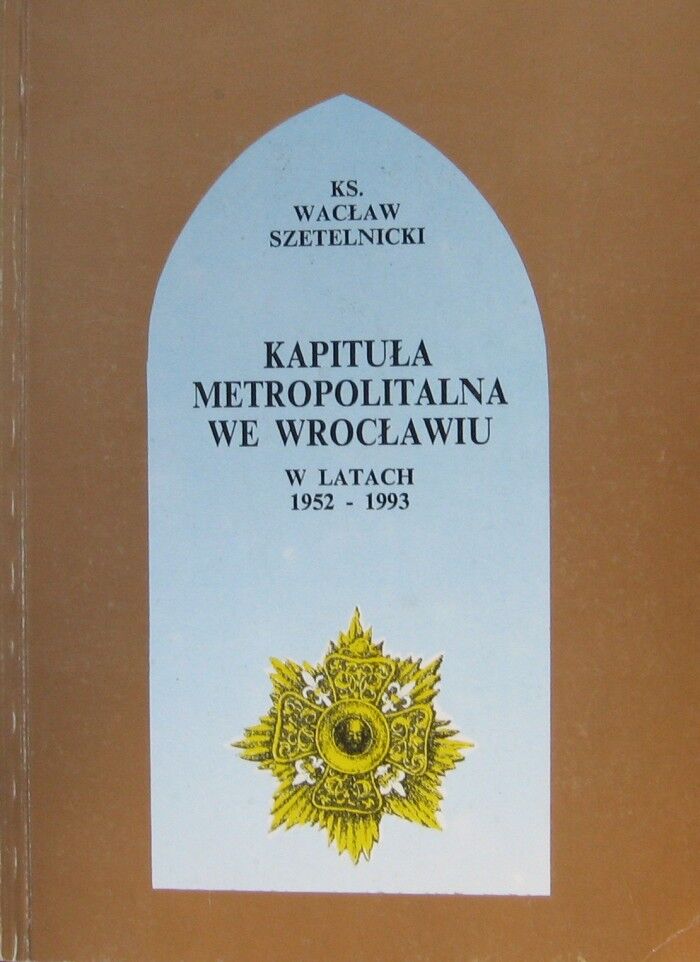 KS.
WACŁAW
SZETELNICKI
KAPITUŁA
METROPOLITALNA
WE WROCŁAWIU
W LATACH
1952 - 1993